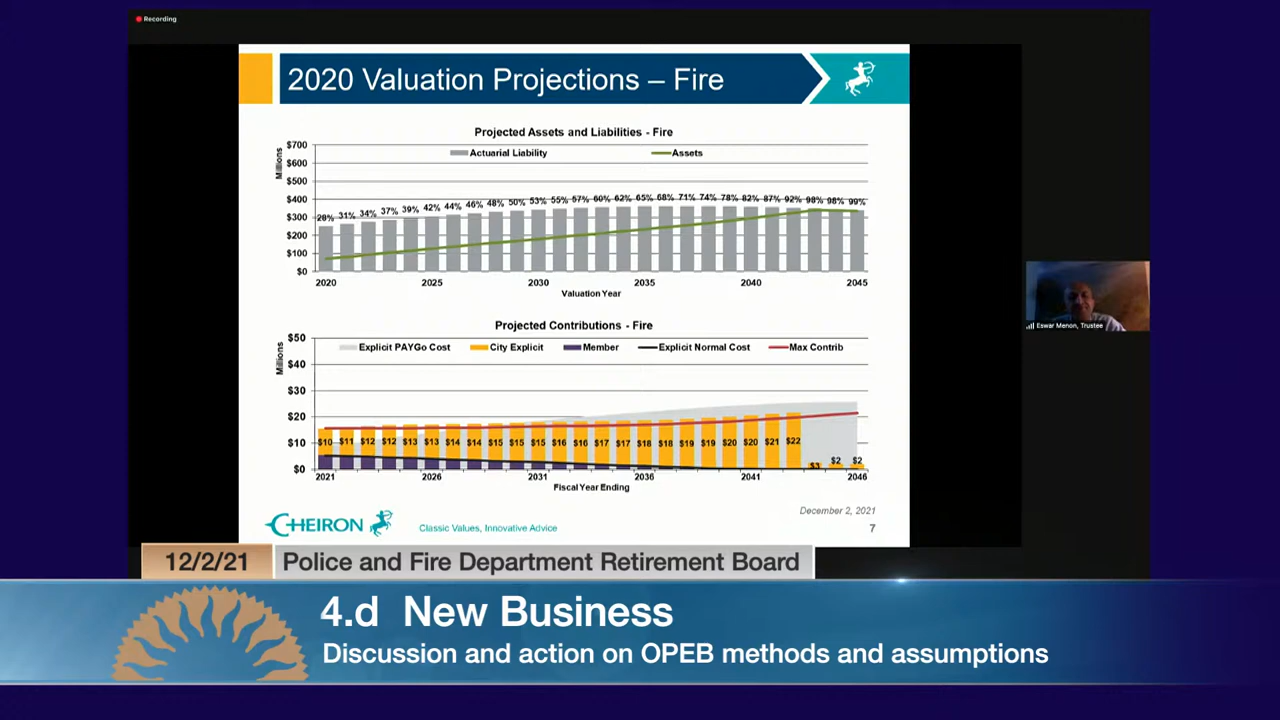 Recording
2020 Valuation Projections – Fire
Projected Assets and Liabilities - Fire
Actuarial Liability Assets
Millions
$700
$600
$500
$400
$300
$200
$100
$0
28% 31% 34% 37% 39% 42% 44% 46% 48% 50% 53% 55% 57% 60% 62% 65% 68% 71% 74% 78% 82% 87% 92% 98% 98% 99%
2020 2025 2030 2035 2040 2045
Valuation Year
Projected Contributions - Fire
Explicit PAYGo Cost City Explicit Member Explicit Normal Cost Max Contrib
Millions
$50
$40
$30
$20
$10
$0
$10 $11 $12 $12 $13 $13 $14 $14 $15 $15 $15 $16 $16 $17 $17 $18 $18 $19 $19 $20 $20 $21 $22 $3 $2 $2
2021 2026 2031 2036 2041 2046
Fiscal Year Ending
CHEIRON
Classic Values, Innovative Advice
December 2, 2021
7
Eswar Menon, Trustee
12/2/21 Police and Fire Department Retirement Board
4.d New Business
Discussion and action on OPEB methods and assumptions